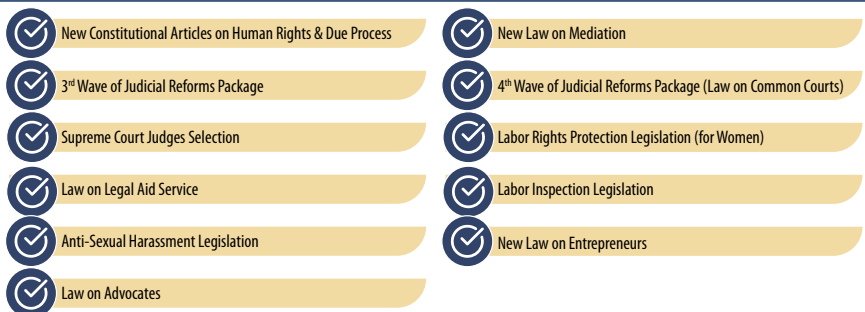 New Constitutional Articles on Human Rights & Due Process
3rd Wave of Judicial Reforms Package
Supreme Court Judges Selection
Law on Legal Aid Service
Anti-Sexual Harassment Legislation
Law on Advocates
New Law on Mediation
4th Wave of Judicial Reforms Package (Law on Common Courts)
Labor Rights Protection Legislation (for Women)
Labor Inspection Legislation
New Law on Entrepreneurs